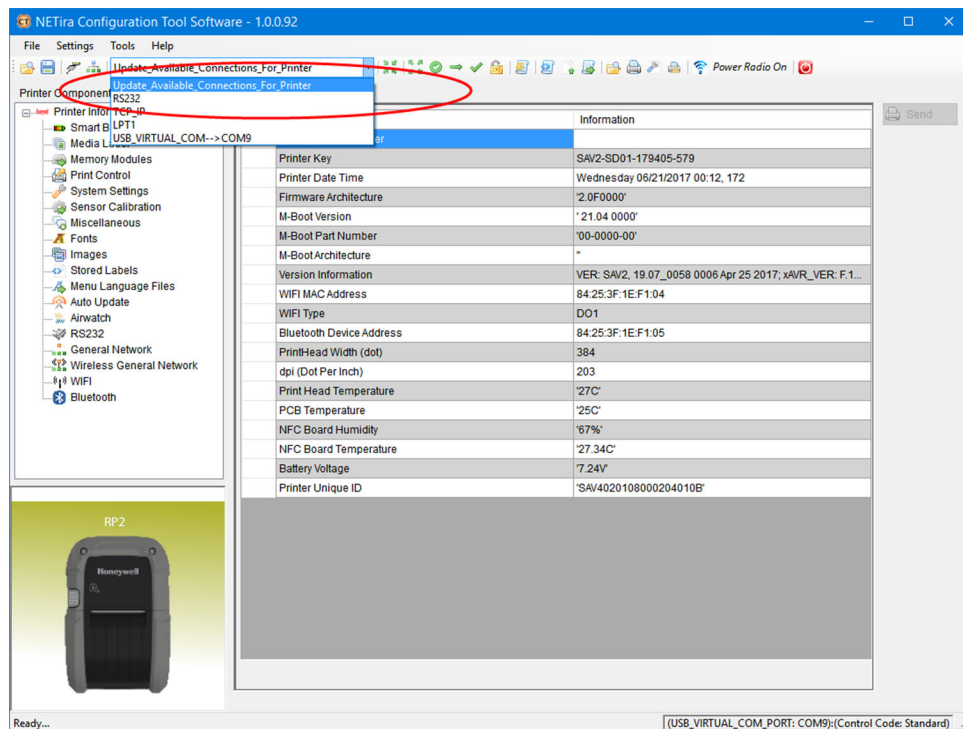 NETira Configuration Tool Software - 1.0.0.92
File Settings Tools Help
Update_Available_Connections_For_Printer
Power Radio On
Update_Available_Connections_For_Printer
RS232
TCP_IP
LPT1
USB_VIRTUAL_COM-->COM9
Printer Component
Information
Send
Printer Infor
Smart B
Media L
Memory Modules
Print Control
System Settings
Sensor Calibration
Miscellaneous
Fonts
Images
Stored Labels
Menu Language Files
Auto Update
Airwatch
RS232
General Network
Wireless General Network
WIFI
Bluetooth
er
Printer Key SAV2-SD01-179405-579
Printer Date Time Wednesday 06/21/2017 00:12, 172
Firmware Architecture '2.0F0000'
M-Boot Version ' 21.04 0000'
M-Boot Part Number '00-0000-00'
M-Boot Architecture ''
Version Information VER: SAV2, 19.07_0058 0006 Apr 25 2017; xAVR_VER: F.1...
WIFI MAC Address 84:25:3F:1E:F1:04
WIFI Type DO1
Bluetooth Device Address 84:25:3F:1E:F1:05
PrintHead Width (dot) 384
dpi (Dot Per Inch) 203
Print Head Temperature '27C'
PCB Temperature '25C'
NFC Board Humidity '67%'
NFC Board Temperature '27.34C'
Battery Voltage '7.24V'
Printer Unique ID 'SAV4020108000204010B'
RP2
Honeywell
Ready...
(USB_VIRTUAL_COM_PORT: COM9):(Control Code: Standard)